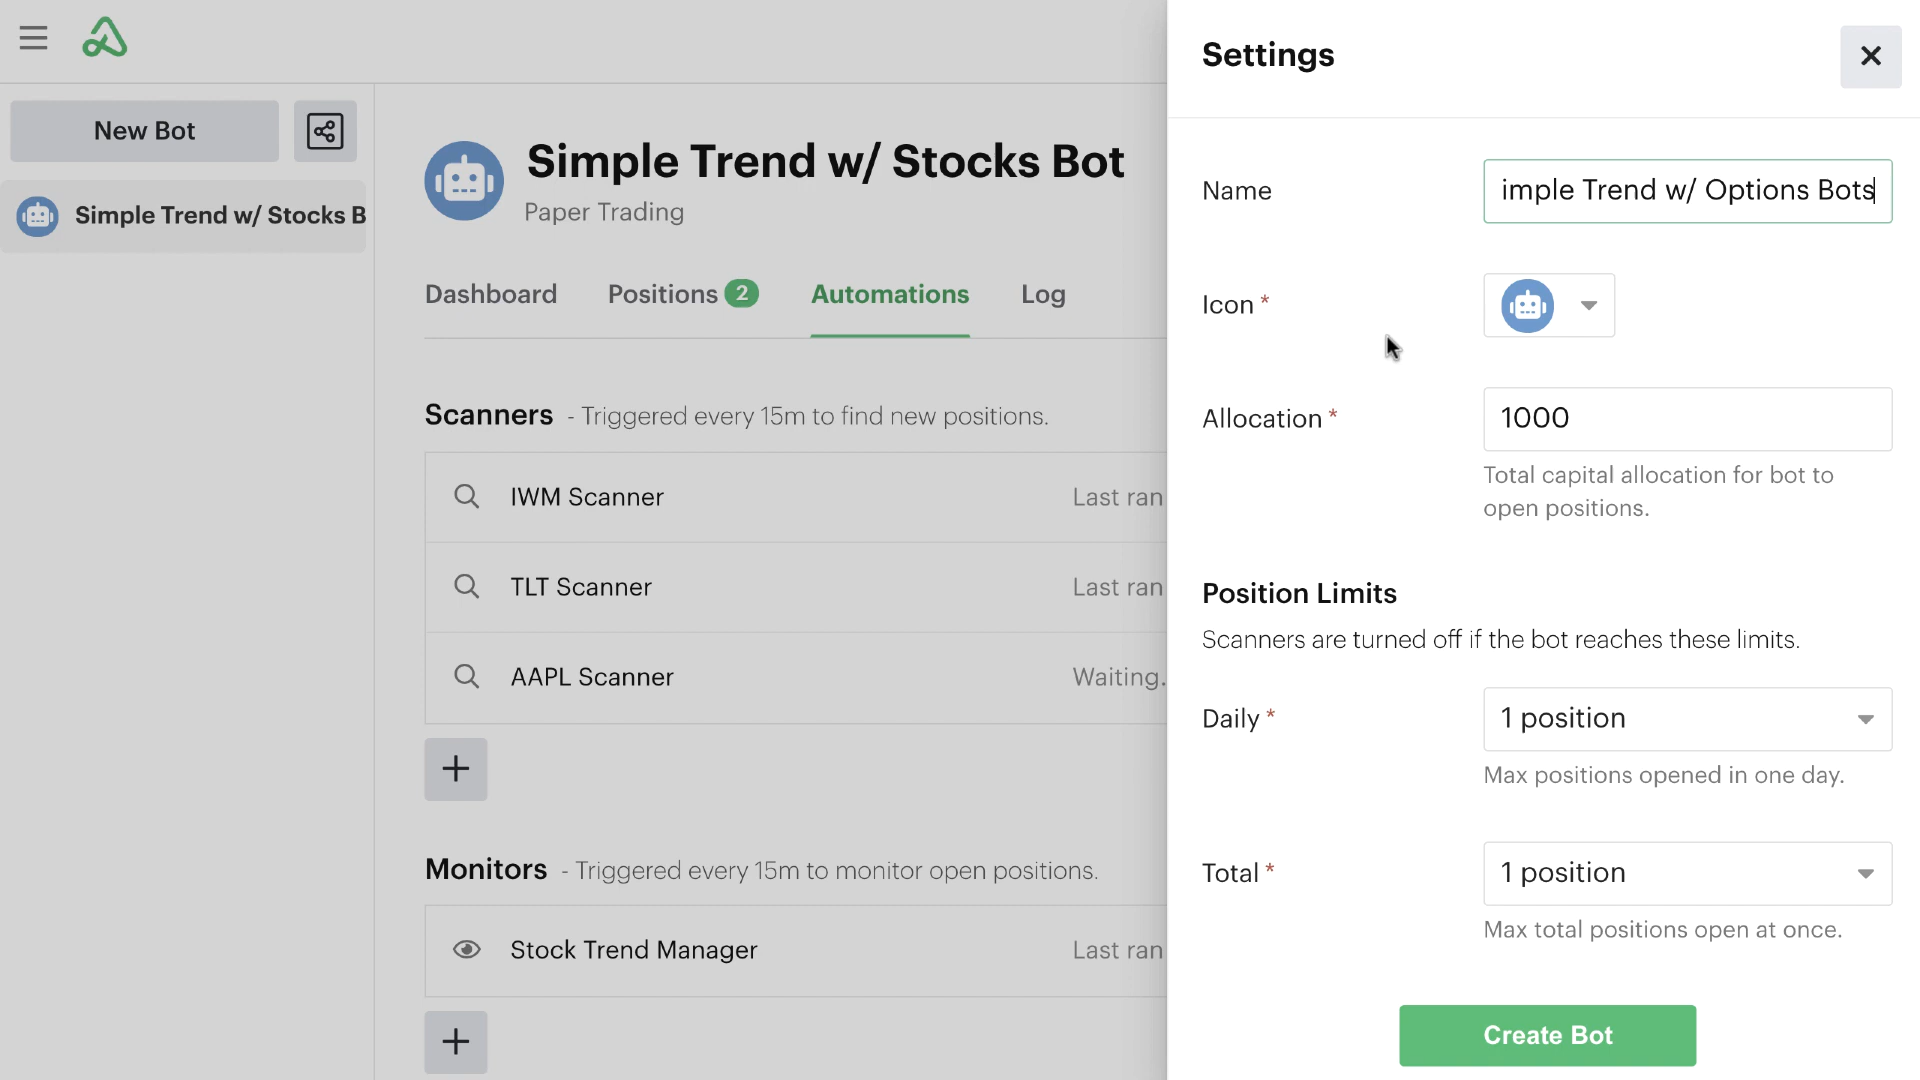 New Bot
Simple Trend w/ Stocks B
Simple Trend w/ Stocks Bot
Paper Trading
Dashboard
Positions 2
Automations
Log
Scanners - Triggered every 15m to find new positions.
IWM Scanner Last ran
TLT Scanner Last ran
AAPL Scanner Waiting.
+
Monitors - Triggered every 15m to monitor open positions.
Stock Trend Manager Last ran
+
Settings
Name imple Trend w/ Options Bots
Icon *
Allocation * 1000
Total capital allocation for bot to
open positions.
Position Limits
Scanners are turned off if the bot reaches these limits.
Daily * 1 position
Max positions opened in one day.
Total * 1 position
Max total positions open at once.
Create Bot